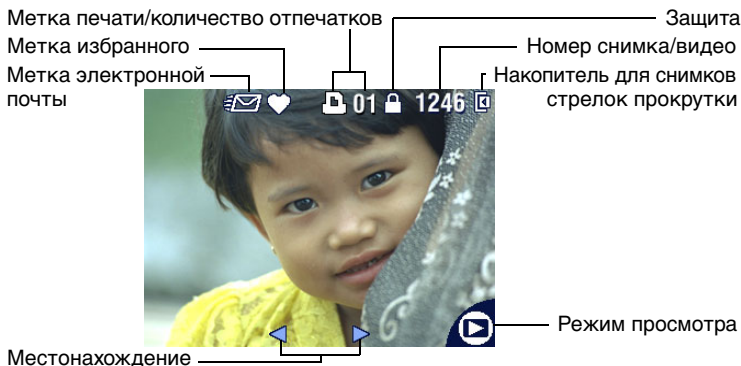 Метка печати/количество отпечатков
Защита
Метка избранного
Номер снимка/видео
Метка электронной почты
Накопитель для снимков стрелок прокрутки
01
1246
Режим просмотра
Местонахождение